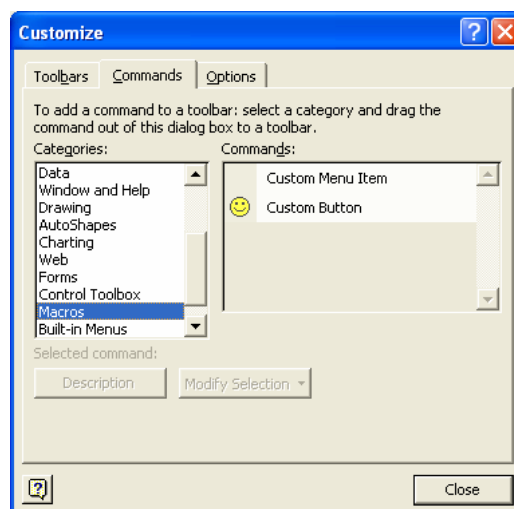 Customize
Toolbars Commands Options
To add a command to a toolbar: select a category and drag the
command out of this dialog box to a toolbar.
Categories: Commands:
Data
Window and Help
Drawing
AutoShapes
Charting
Web
Forms
Control Toolbox
Macros
Built-in Menus
Custom Menu Item
Custom Button
Selected command:
Description Modify Selection
Close